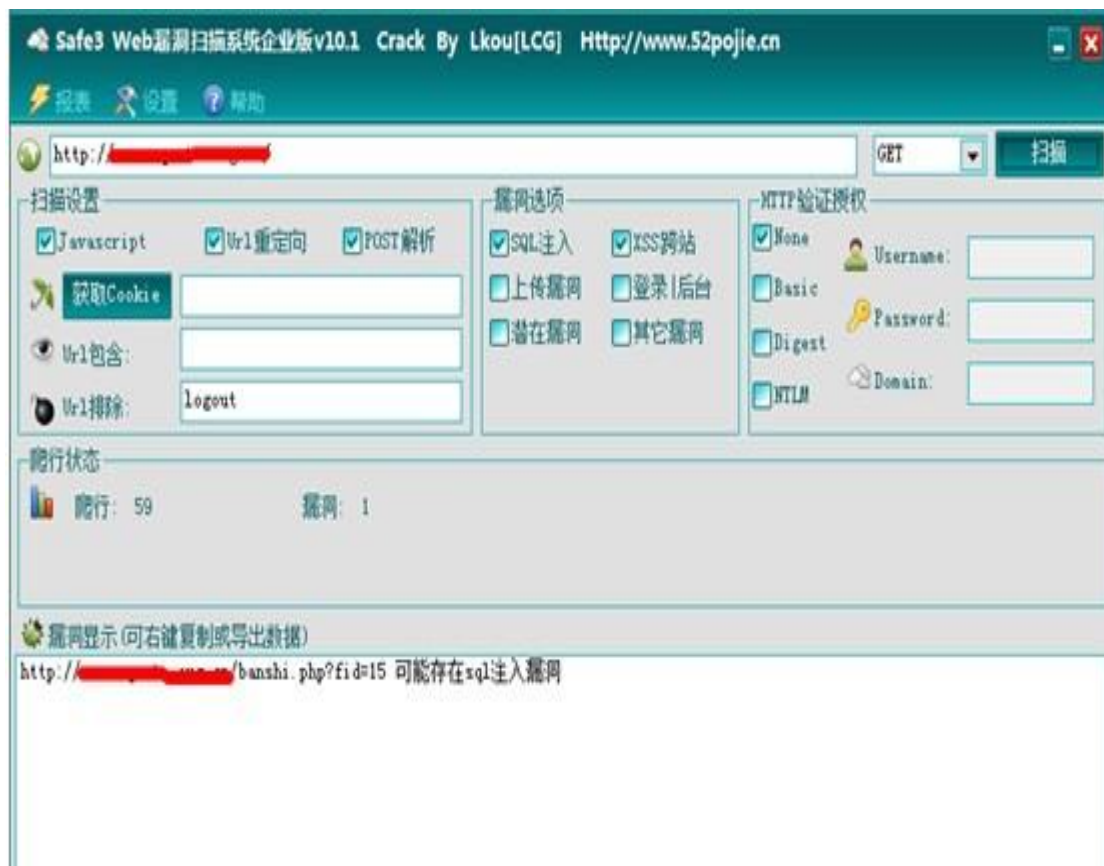 Safe3 Web漏洞扫描系统企业版v10.1 Crack By Lkou[LCG] Http://www.52pojie.cn
报表 设置 帮助
http:// GET 扫描
扫描设置
Javascript Url重定向 POST解析
获取Cookie
Url包含:
Url排除: logout
漏洞选项
SQL注入 XSS跨站
上传漏洞 登录|后台
潜在漏洞 其它漏洞
HTTP验证授权
None Username:
Basic
Password:
Digest
Domain:
NTLM
爬行状态
爬行: 59 漏洞: 1
漏洞显示(可右键复制或导出数据)
http:// /banshi.php?fid=15 可能存在sql注入漏洞